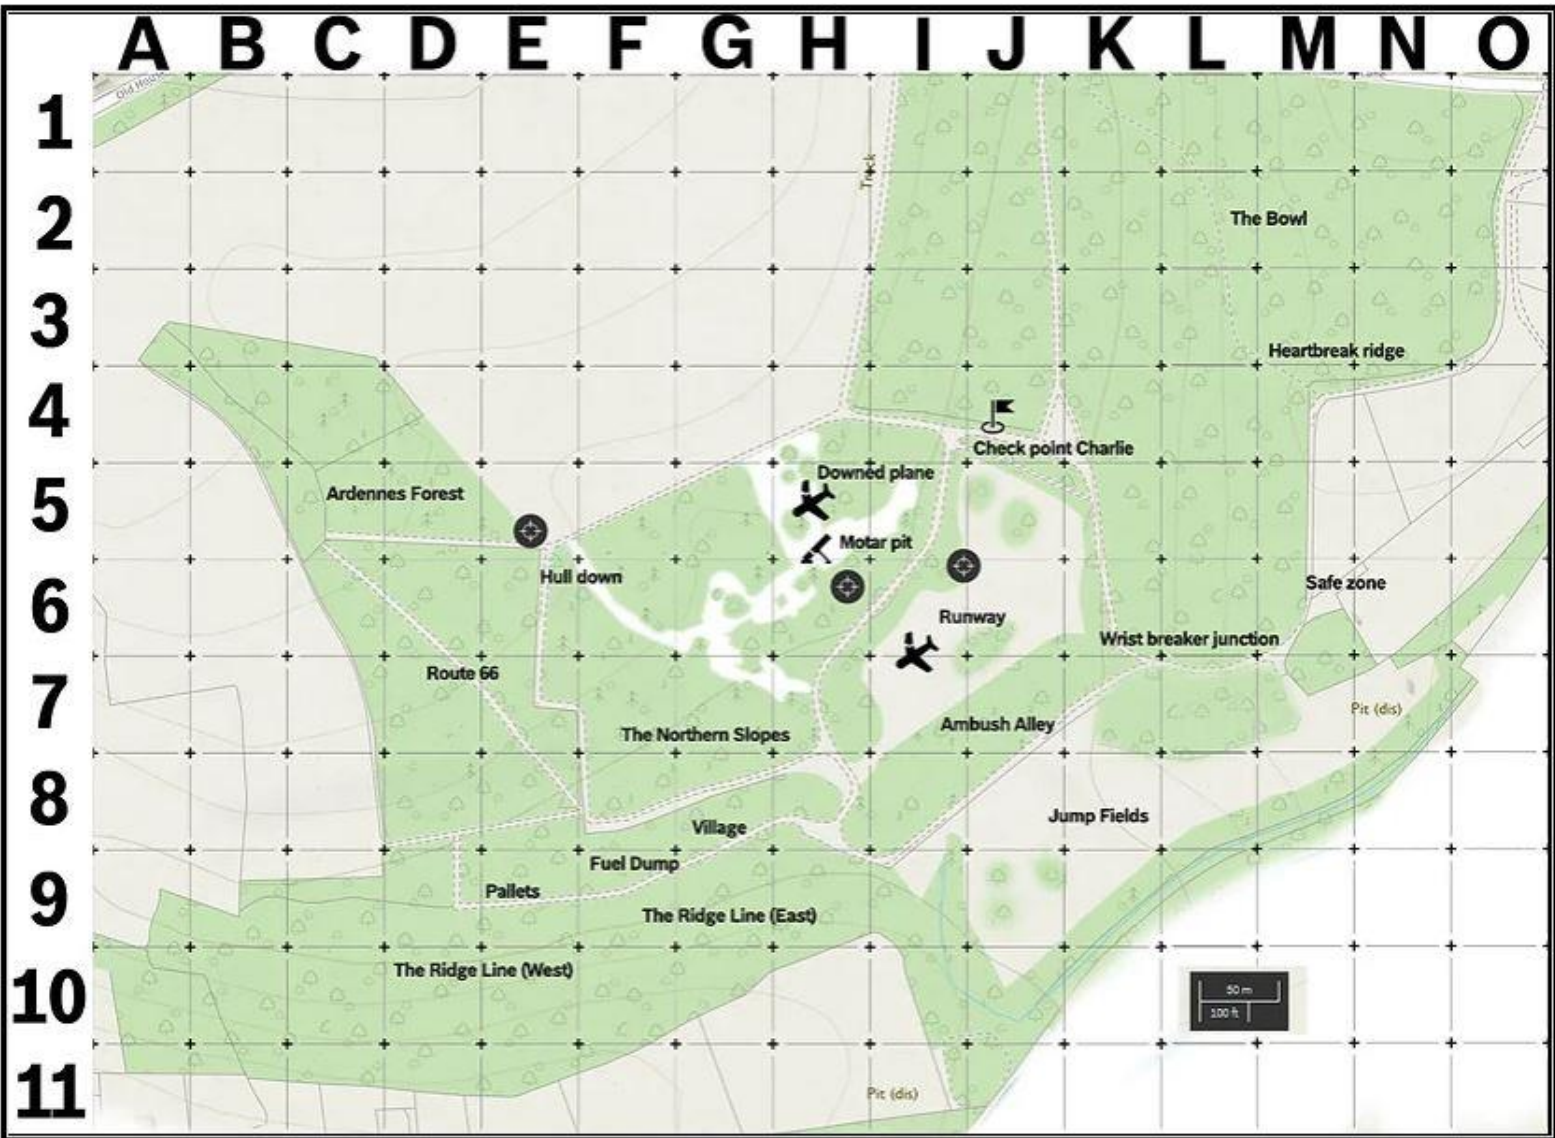 A B C D E F G H I J K L M N O
1
Track
2
The Bowl
3
Heartbreak ridge
4
Check point Charlie
5
Downed plane
Ardennes Forest
Motar pit
6
Hull down
Safe zone
Runway
Wrist breaker junction
7
Route 66
Pit (dis)
Ambush Alley
The Northern Slopes
8
Jump Fields
Village
9
Fuel Dump
Pallets
The Ridge Line (East)
10
The Ridge Line (West)
50 m
100 ft
11
Pit (dis)